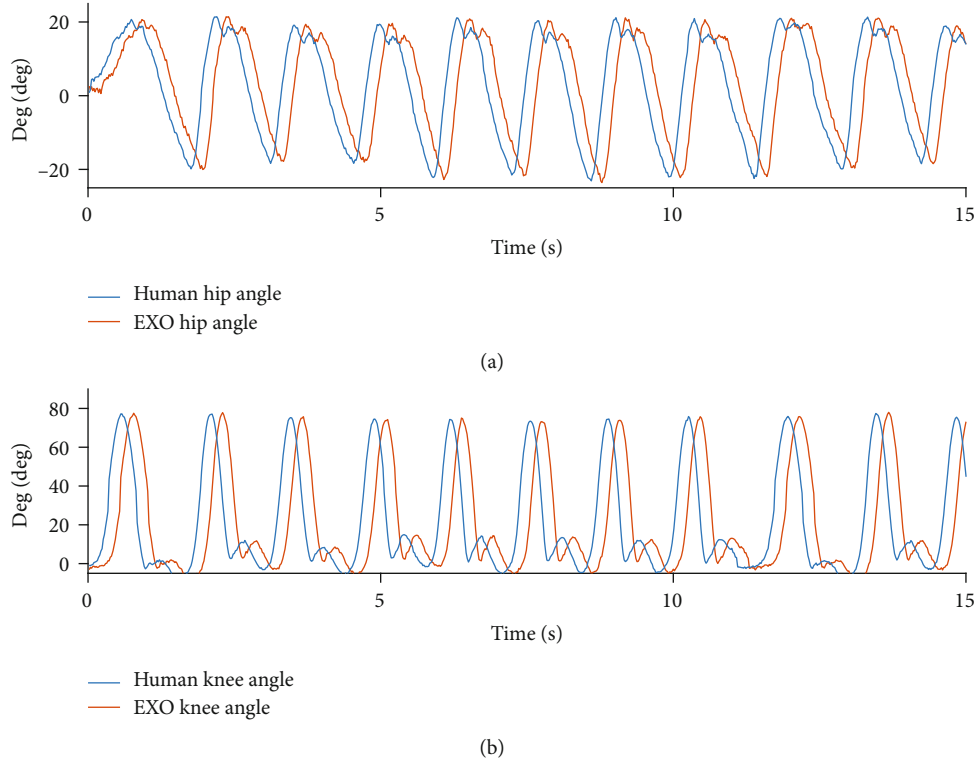 Deg (deg)
20
0
−20
0
5
10
15
Time (s)
Human hip angle
EXO hip angle
(a)
Deg (deg)
80
60
40
20
0
0
5
10
15
Time (s)
Human knee angle
EXO knee angle
(b)